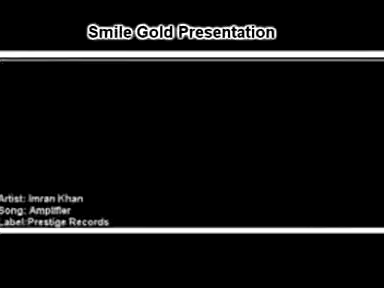 Smile Gold Presentation
Artist: Imran Khan
Song: Amplifier
Label:Prestige Records